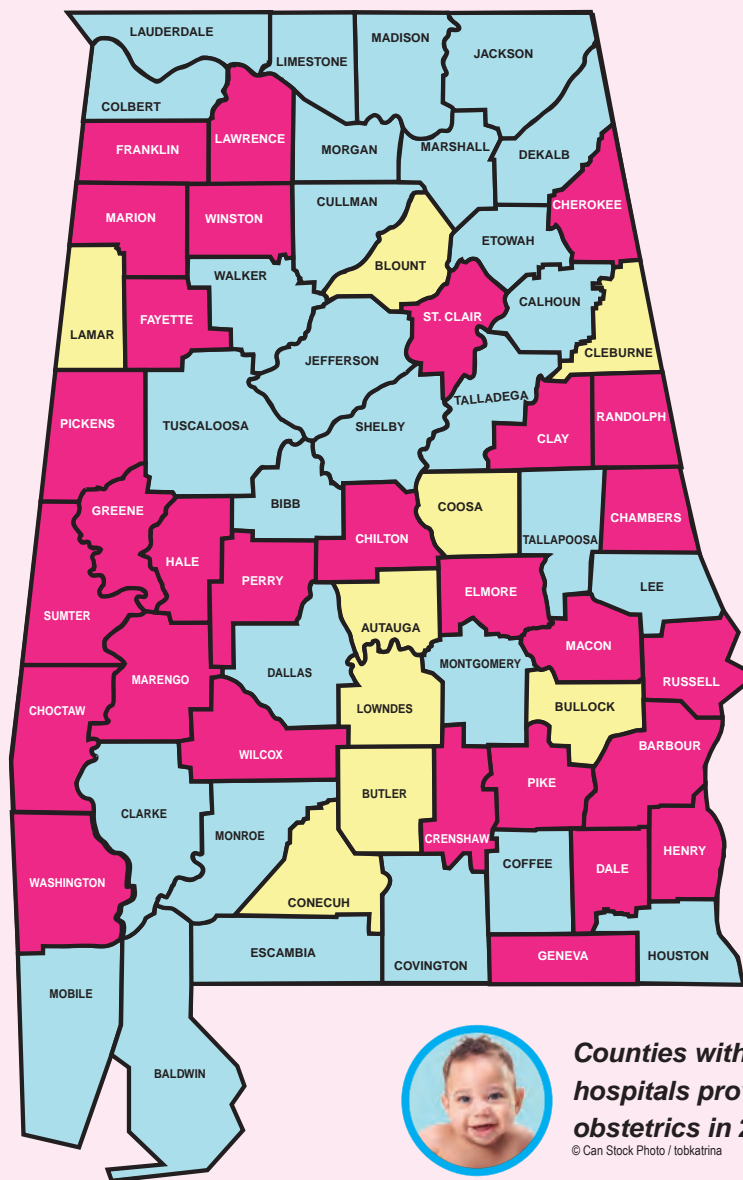 LAUDERDALE
LIMESTONE
MADISON
JACKSON
COLBERT
FRANKLIN
LAWRENCE
MORGAN
MARSHALL
DEKALB
MARION
WINSTON
CULLMAN
CHEROKEE
ETOWAH
BLOUNT
WALKER
CALHOUN
LAMAR
FAYETTE
ST. CLAIR
JEFFERSON
CLEBURNE
TALLADEGA
PICKENS
TUSCALOOSA
SHELBY
CLAY
RANDOLPH
GREENE
BIBB
COOSA
CHAMBERS
HALE
CHILTON
TALLAPOOSA
PERRY
ELMORE
LEE
SUMTER
AUTAUGA
MACON
MARENGO
DALLAS
MONTGOMERY
RUSSELL
CHOCTAW
LOWNDES
BULLOCK
WILCOX
BARBOUR
PIKE
BUTLER
CLARKE
MONROE
CRENSHAW
COFFEE
HENRY
DALE
WASHINGTON
CONECUH
ESCAMBIA
COVINGTON
GENEVA
HOUSTON
MOBILE
BALDWIN
Counties with
hospitals pro
obstetrics in
© Can Stock Photo / tobkatrina